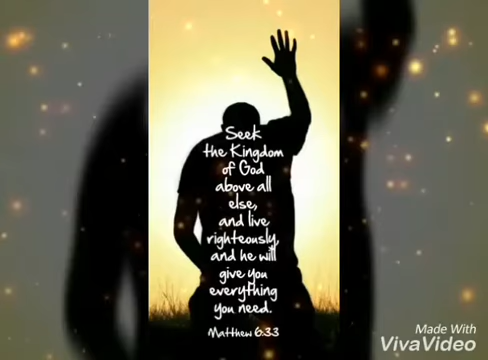 Seek
the Kingdom
of God
above all
else,
and live
righteously,
and he will
give you
everything
you need.
Matthew 6:33
Made With
VivaVideo